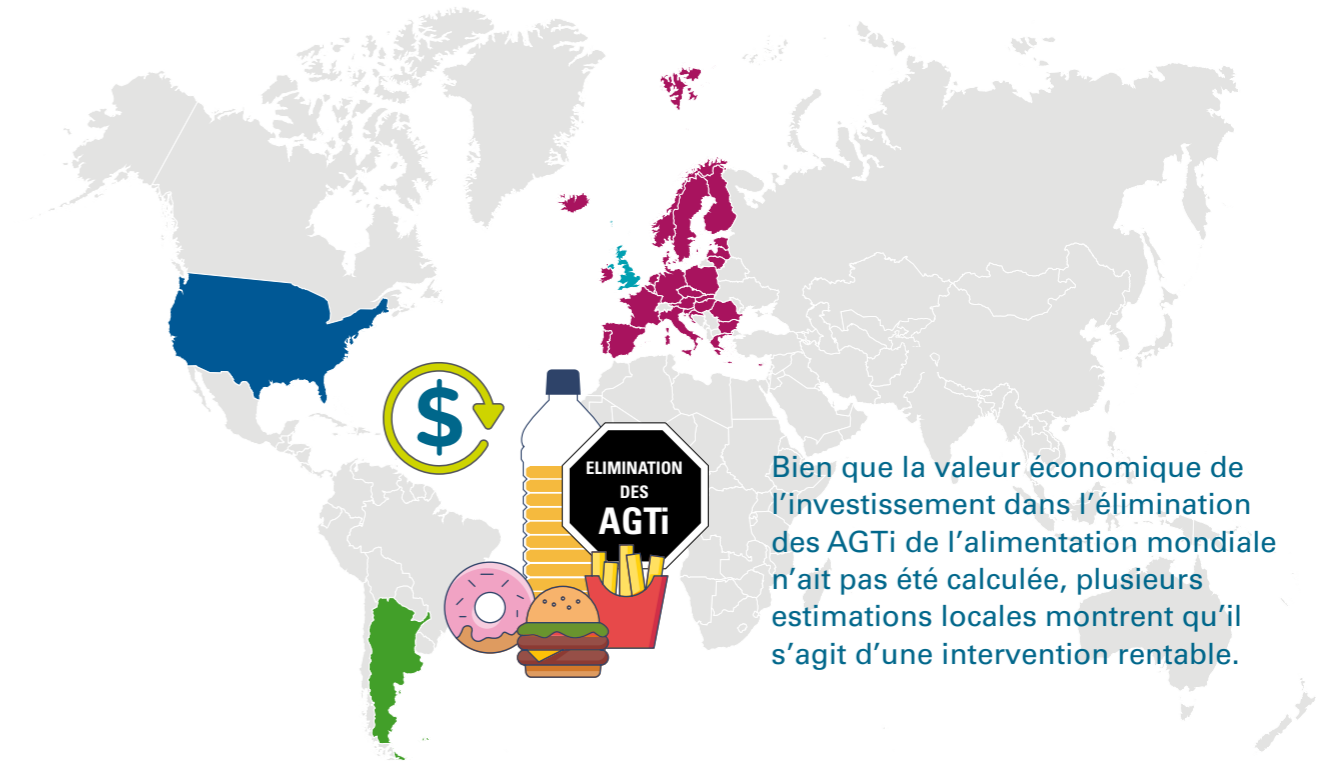 $
ELIMINATION
DES
AGTi
Bien que la valeur économique de
l’investissement dans l’élimination
des AGTi de l’alimentation mondiale
n’ait pas été calculée, plusieurs
estimations locales montrent qu’il
s’agit d’une intervention rentable.